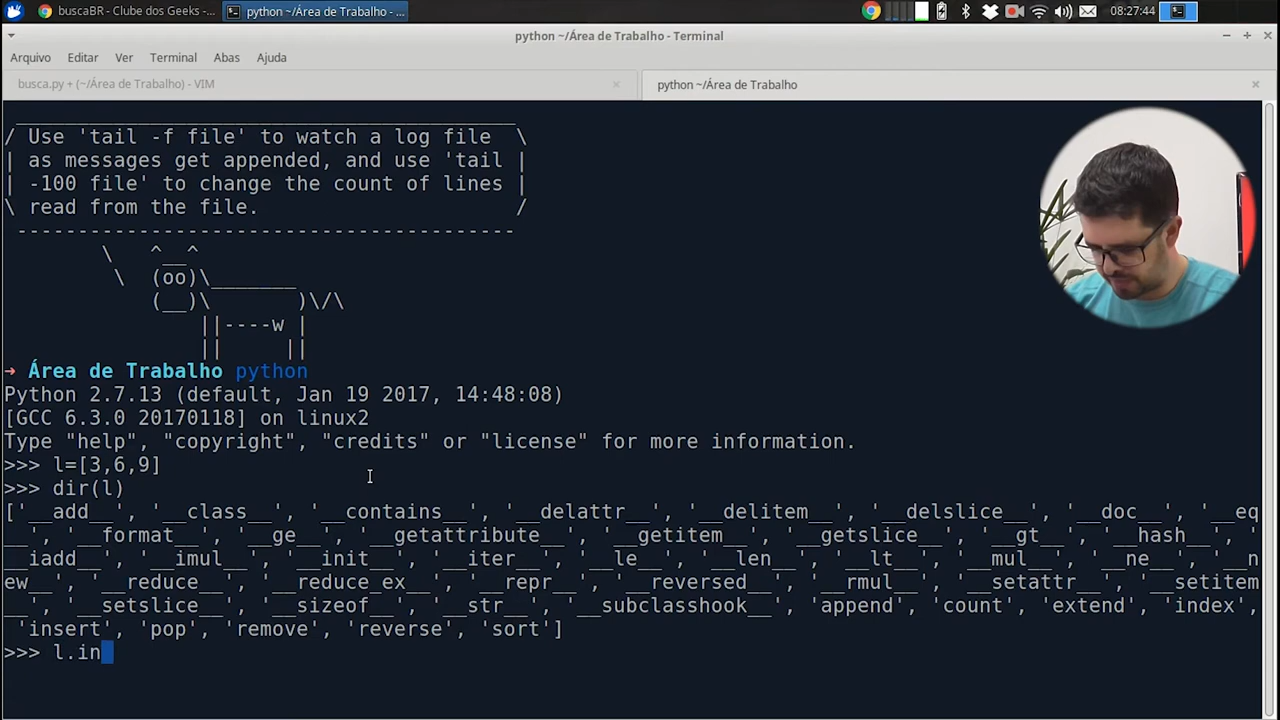 buscaBR - Clube dos Geeks -...
python ~/Área de Trabalho - ...
08:27:44
python ~/Área de Trabalho - Terminal
Arquivo Editar Ver Terminal Abas Ajuda
busca.py + (~/Área de Trabalho) - VIM
python ~/Área de Trabalho
/ Use 'tail -f file' to watch a log file \
| as messages get appended, and use 'tail |
| -100 file' to change the count of lines |
\ read from the file. /
-----------------------------------------
\ ^__^
\ (oo)\_______
(__)\ )\/\
||----w |
|| ||
➜ Área de Trabalho python
Python 2.7.13 (default, Jan 19 2017, 14:48:08)
[GCC 6.3.0 20170118] on linux2
Type "help", "copyright", "credits" or "license" for more information.
>>> l=[3,6,9]
>>> dir(l)
['__add__', '__class__', '__contains__', '__delattr__', '__delitem__', '__delslice__', '__doc__', '__eq
__', '__format__', '__ge__', '__getattribute__', '__getitem__', '__getslice__', '__gt__', '__hash__', '
__iadd__', '__imul__', '__init__', '__iter__', '__le__', '__len__', '__lt__', '__mul__', '__ne__', '__n
ew__', '__reduce__', '__reduce_ex__', '__repr__', '__reversed__', '__rmul__', '__setattr__', '__setitem
__', '__setslice__', '__sizeof__', '__str__', '__subclasshook__', 'append', 'count', 'extend', 'index',
'insert', 'pop', 'remove', 'reverse', 'sort']
>>> l.in